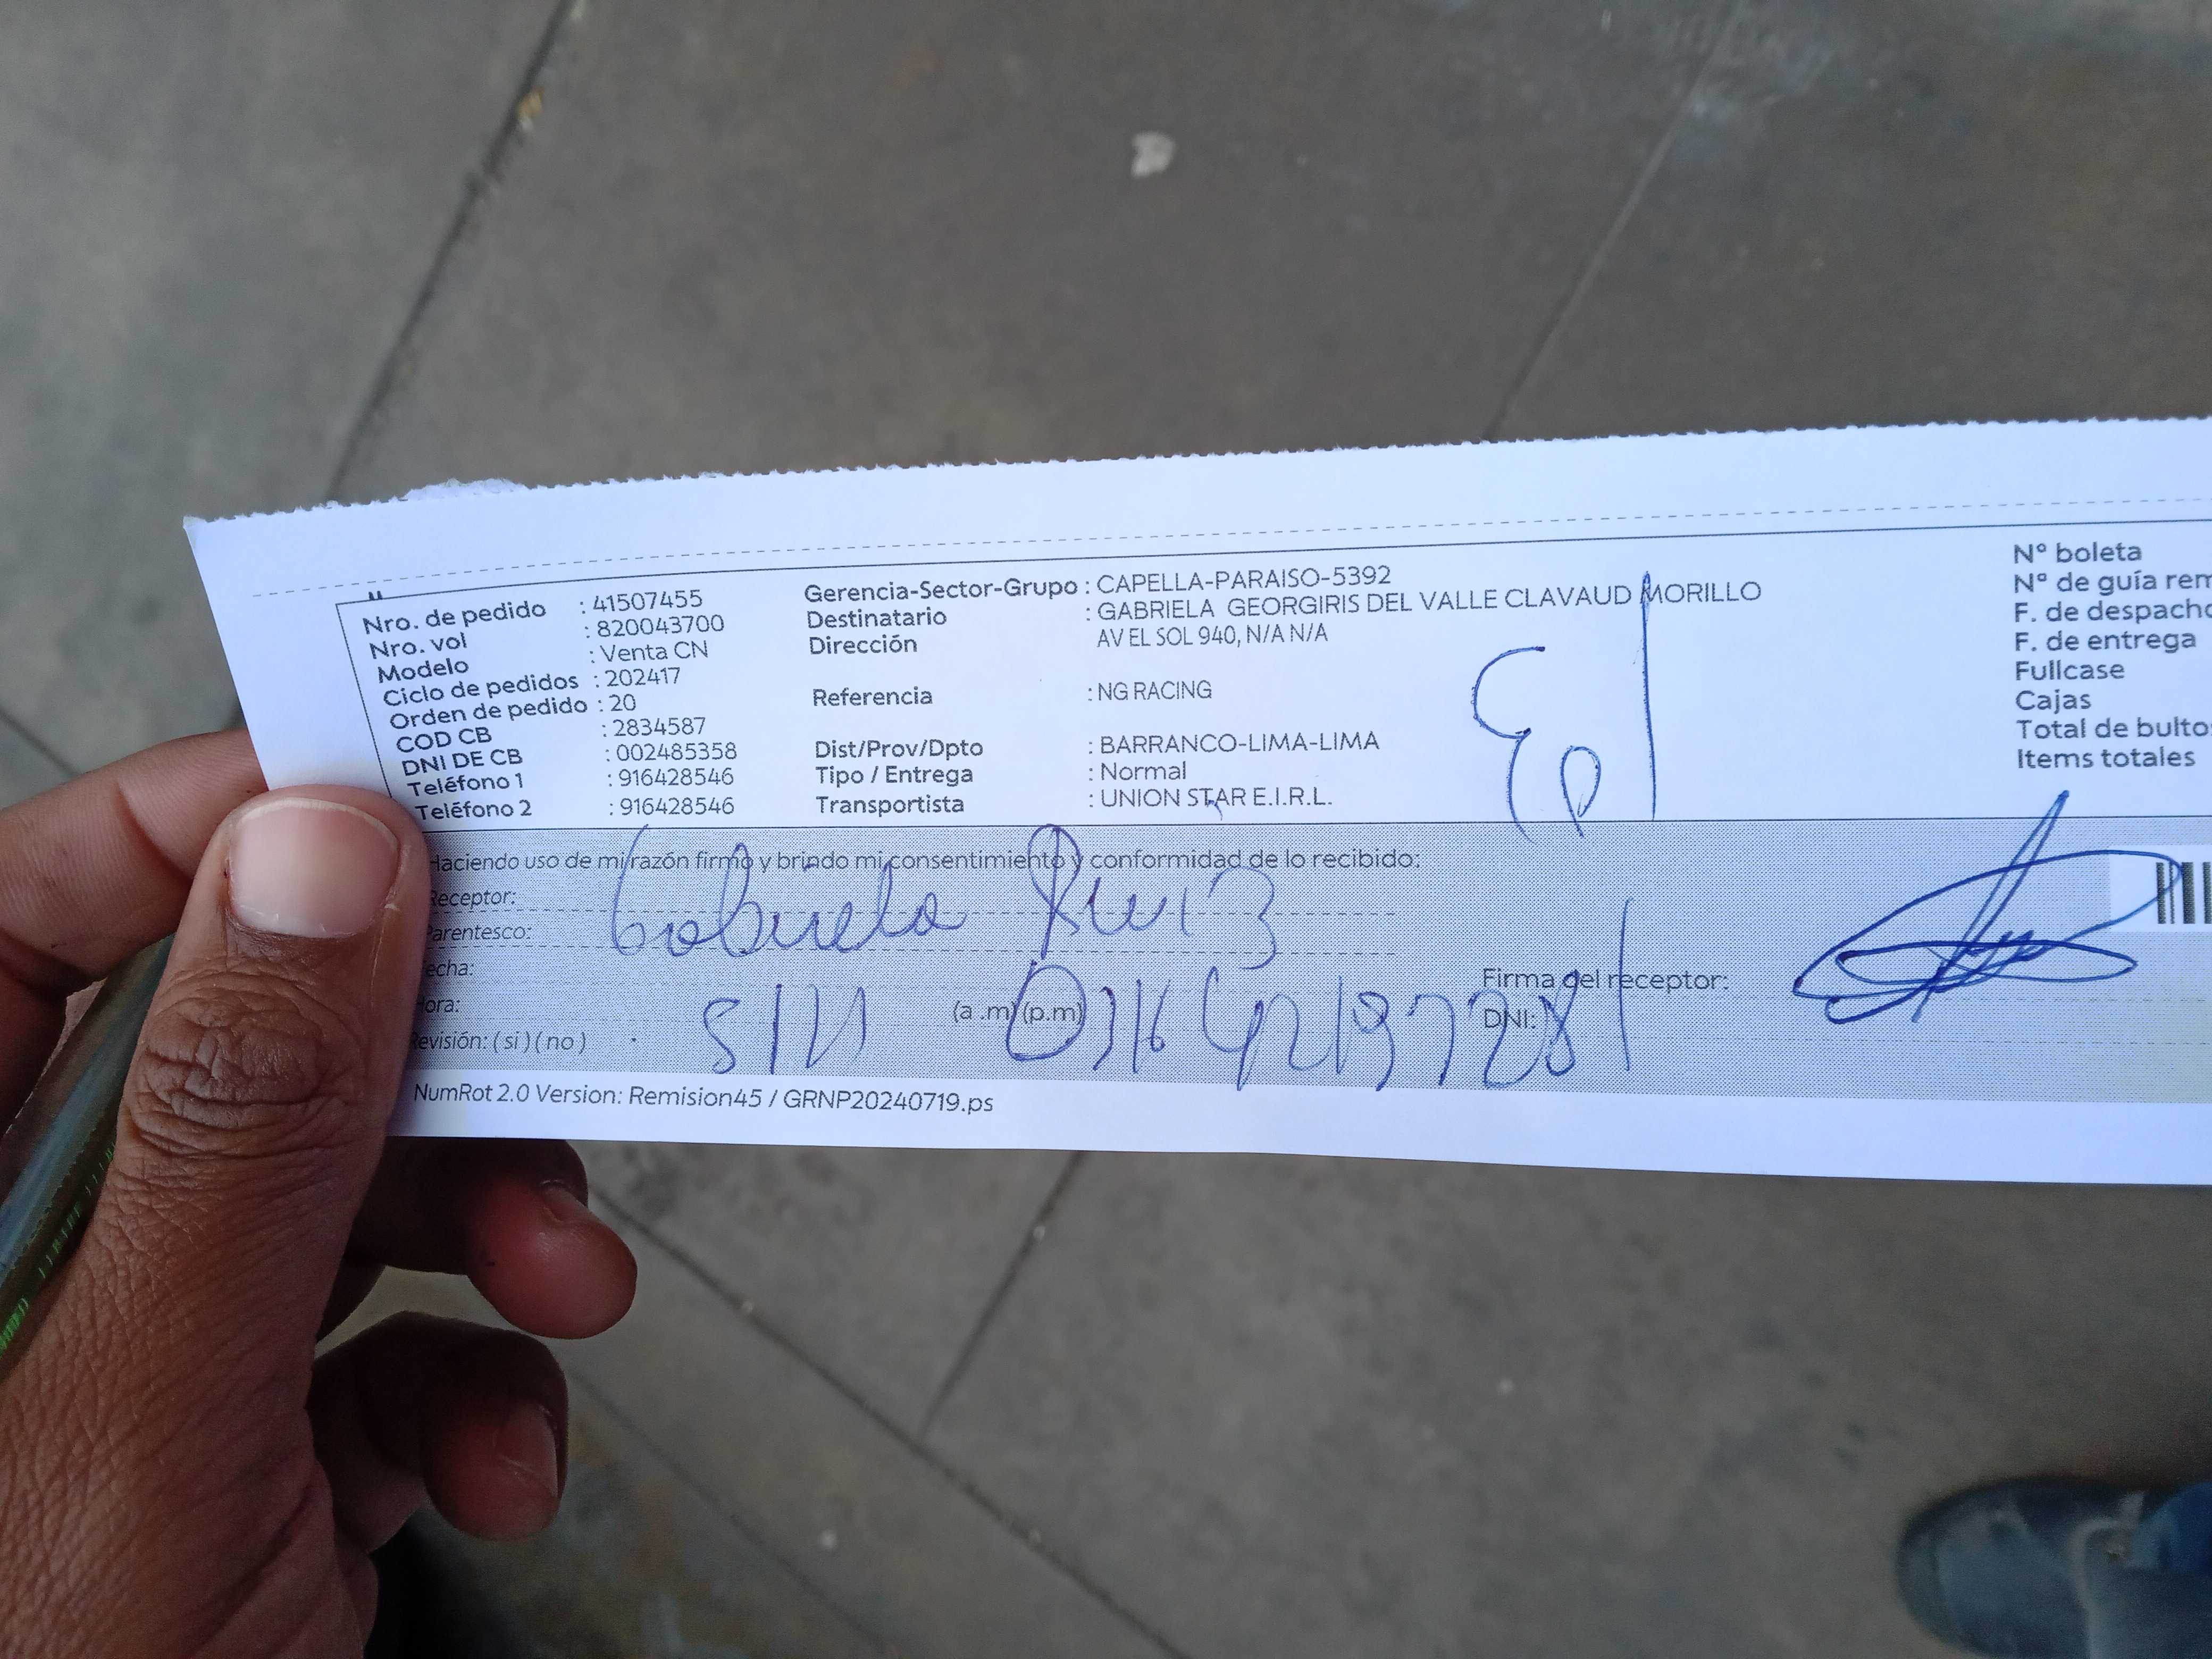 Nro. de pedido : 41507455
Nro. vol : 820043700
Modelo : Venta CN
Ciclo de pedidos : 202417
Orden de pedido : 20
COD CB : 2834587
DNI DE CB : 002485358
Teléfono 1 : 916428546
Teléfono 2 : 916428546
Gerencia-Sector-Grupo : CAPELLA-PARAISO-5392
Destinatario : GABRIELA GEORGIRIS DEL VALLE CLAVAUD MORILLO
Dirección AV EL SOL 940, N/A N/A
Referencia : NG RACING
Dist/Prov/Dpto : BARRANCO-LIMA-LIMA
Tipo / Entrega : Normal
Transportista : UNION STAR E.I.R.L.
N° boleta
N° de guía rem
F. de despacho
F. de entrega
Fullcase
Cajas
Total de bulto
Items totales
Haciendo uso de mi razón firmo y brindo mi consentimiento y conformidad de lo recibido:
Receptor: Gabriela Ruiz
Parentesco:
Fecha:
Hora: (a .m) (p.m)
Revisión: ( si ) ( no )
Firma del receptor:
DNI:
NumRot 2.0 Version: Remision45 / GRNP20240719.ps